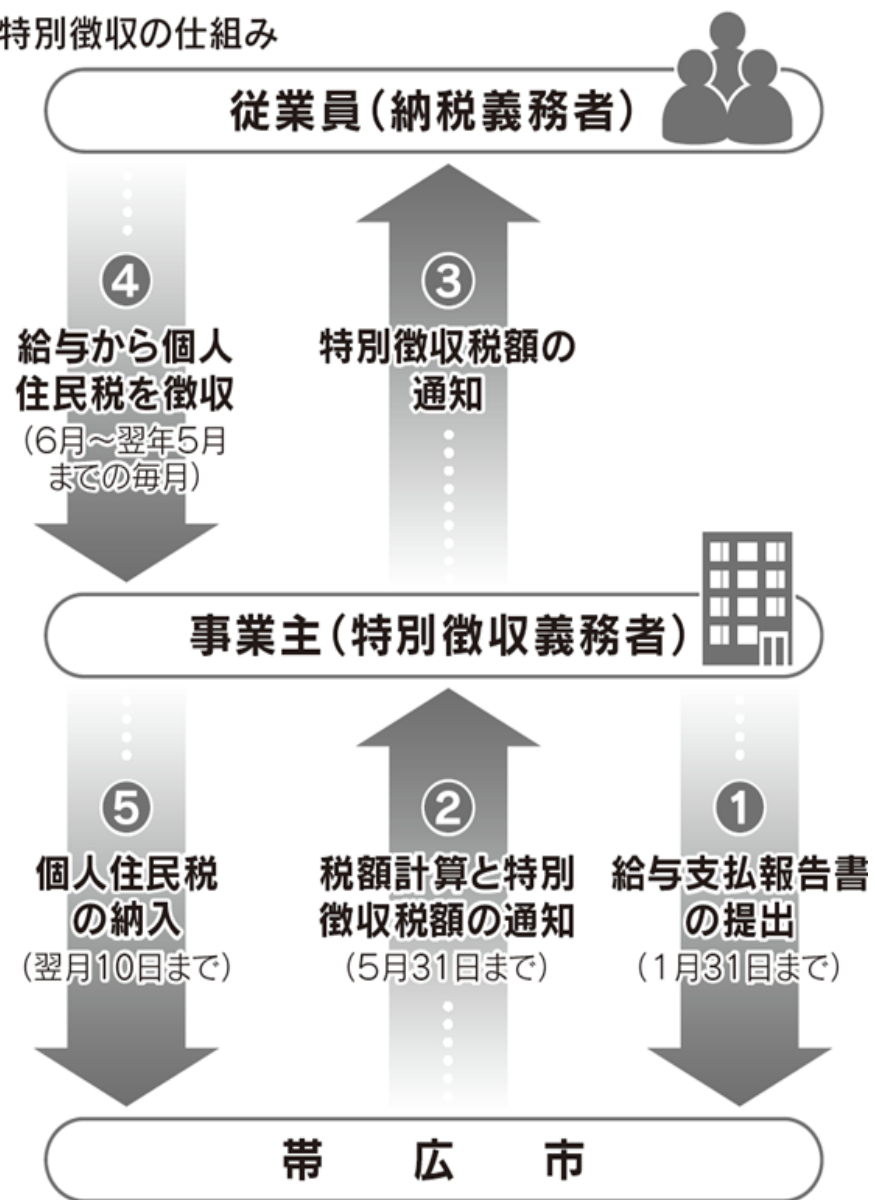 特別徴収の仕組み
従業員（納税義務者）
④
給与から個人
住民税を徴収
（6月～翌年5月
までの毎月）
③
特別徴収税額の
通知
事業主（特別徴収義務者）
⑤
個人住民税
の納入
（翌月10日まで）
②
税額計算と特別
徴収税額の通知
（5月31日まで）
①
給与支払報告書
の提出
（1月31日まで）
帯広市